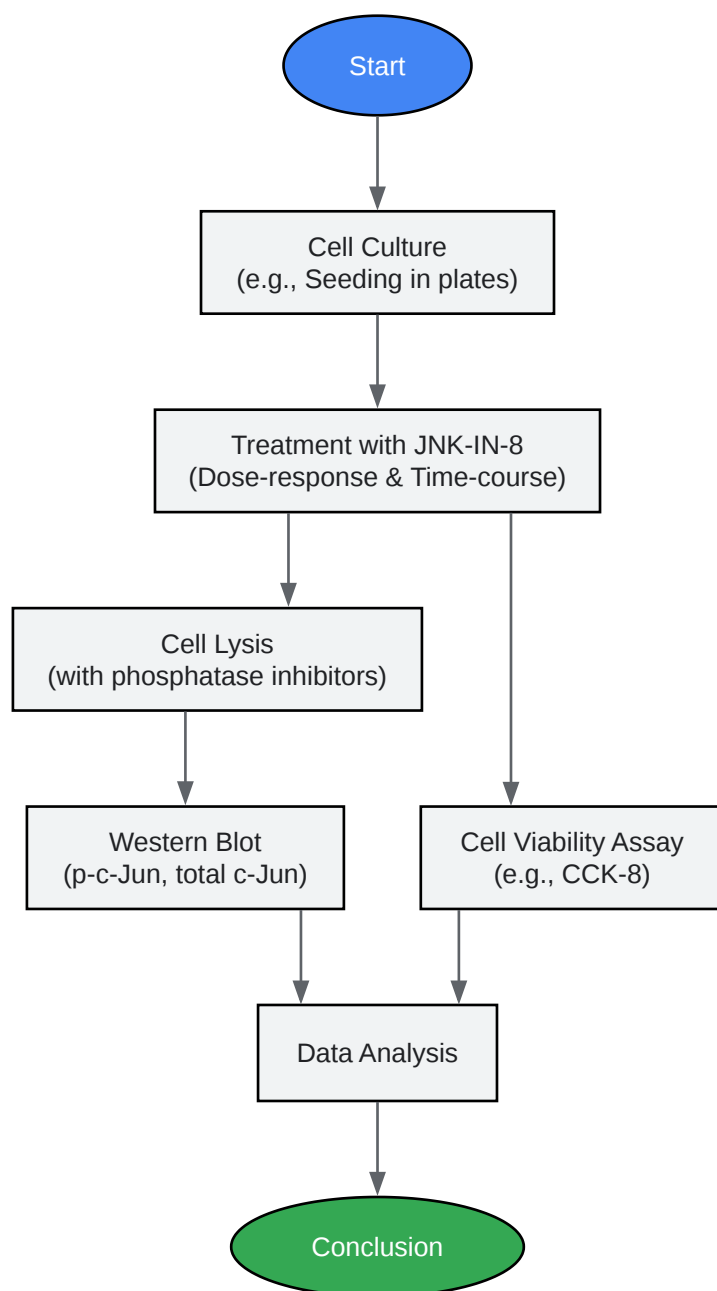 Start
Cell Culture
(e.g., Seeding in plates)
Treatment with JNK-IN-8
(Dose-response & Time-course)
Cell Lysis
(with phosphatase inhibitors)
Western Blot
(p-c-Jun, total c-Jun)
Cell Viability Assay
(e.g., CCK-8)
Data Analysis
Conclusion